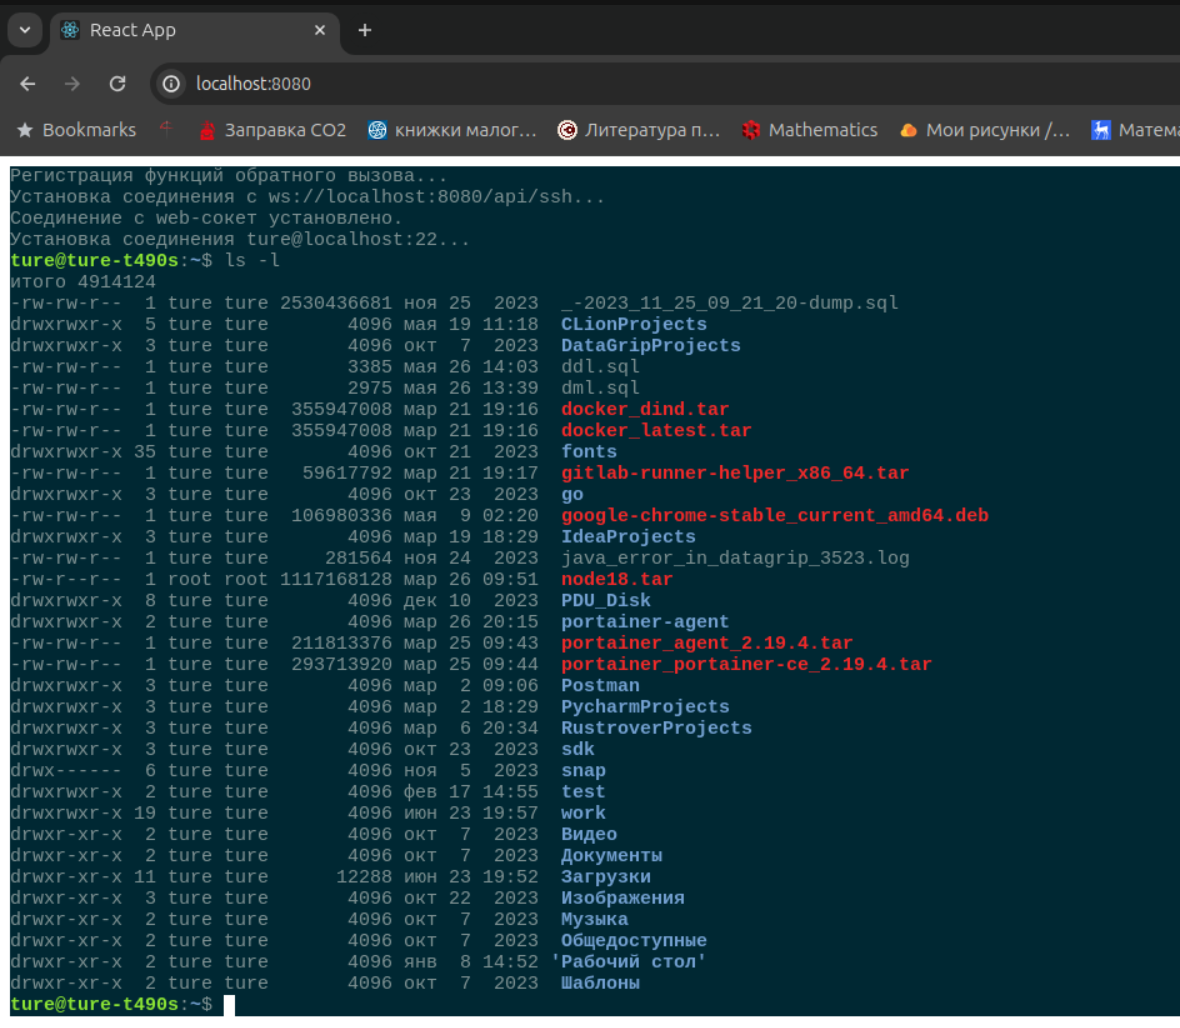 React App
localhost:8080
Bookmarks Заправка CO2 книжки малог... Литература п... Mathematics Мои рисунки /... Матема
Регистрация функций обратного вызова...
Установка соединения с ws://localhost:8080/api/ssh...
Соединение с web-сокет установлено.
Установка соединения ture@localhost:22...
ture@ture-t490s:~$ ls -l
итого 4914124
-rw-rw-r-- 1 ture ture 2530436681 ноя 25 2023 _-2023_11_25_09_21_20-dump.sql
drwxrwxr-x 5 ture ture 4096 мая 19 11:18 CLionProjects
drwxrwxr-x 3 ture ture 4096 окт 7 2023 DataGripProjects
-rw-rw-r-- 1 ture ture 3385 мая 26 14:03 ddl.sql
-rw-rw-r-- 1 ture ture 2975 мая 26 13:39 dml.sql
-rw-rw-r-- 1 ture ture 355947008 мар 21 19:16 docker_dind.tar
-rw-rw-r-- 1 ture ture 355947008 мар 21 19:16 docker_latest.tar
drwxrwxr-x 35 ture ture 4096 окт 21 2023 fonts
-rw-rw-r-- 1 ture ture 59617792 мар 21 19:17 gitlab-runner-helper_x86_64.tar
drwxrwxr-x 3 ture ture 4096 окт 23 2023 go
-rw-rw-r-- 1 ture ture 106980336 мая 9 02:20 google-chrome-stable_current_amd64.deb
drwxrwxr-x 3 ture ture 4096 мар 19 18:29 IdeaProjects
-rw-rw-r-- 1 ture ture 281564 ноя 24 2023 java_error_in_datagrip_3523.log
-rw-r--r-- 1 root root 1117168128 мар 26 09:51 node18.tar
drwxrwxr-x 8 ture ture 4096 дек 10 2023 PDU_Disk
drwxrwxr-x 2 ture ture 4096 мар 26 20:15 portainer-agent
-rw-rw-r-- 1 ture ture 211813376 мар 25 09:43 portainer_agent_2.19.4.tar
-rw-rw-r-- 1 ture ture 293713920 мар 25 09:44 portainer_portainer-ce_2.19.4.tar
drwxrwxr-x 3 ture ture 4096 мар 2 09:06 Postman
drwxrwxr-x 3 ture ture 4096 мар 2 18:29 PycharmProjects
drwxrwxr-x 3 ture ture 4096 мар 6 20:34 RustroverProjects
drwxrwxr-x 3 ture ture 4096 окт 23 2023 sdk
drwx------ 6 ture ture 4096 ноя 5 2023 snap
drwxrwxr-x 2 ture ture 4096 фев 17 14:55 test
drwxrwxr-x 19 ture ture 4096 июн 23 19:57 work
drwxr-xr-x 2 ture ture 4096 окт 7 2023 Видео
drwxr-xr-x 2 ture ture 4096 окт 7 2023 Документы
drwxr-xr-x 11 ture ture 12288 июн 23 19:52 Загрузки
drwxr-xr-x 3 ture ture 4096 окт 22 2023 Изображения
drwxr-xr-x 2 ture ture 4096 окт 7 2023 Музыка
drwxr-xr-x 2 ture ture 4096 окт 7 2023 Общедоступные
drwxr-xr-x 2 ture ture 4096 янв 8 14:52 'Рабочий стол'
drwxr-xr-x 2 ture ture 4096 окт 7 2023 Шаблоны
ture@ture-t490s:~$